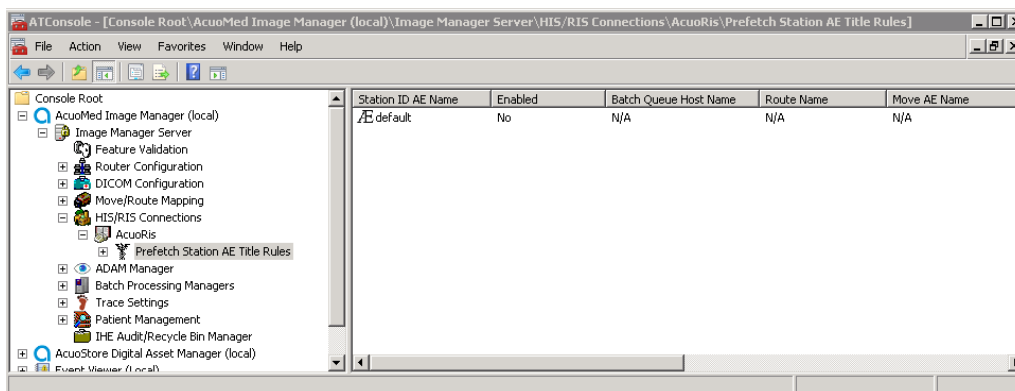 ATConsole - [Console Root\AcuoMed Image Manager (local)\Image Manager Server\HIS/RIS Connections\AcuoRis\Prefetch Station AE Title Rules]
File Action View Favorites Window Help
Console Root
AcuoMed Image Manager (local)
Image Manager Server
Feature Validation
Router Configuration
DICOM Configuration
Move/Route Mapping
HIS/RIS Connections
AcuoRis
Prefetch Station AE Title Rules
ADAM Manager
Batch Processing Managers
Trace Settings
Patient Management
IHE Audit/Recycle Bin Manager
AcuoStore Digital Asset Manager (local)
Event Viewer (Local)
Station ID AE Name Enabled Batch Queue Host Name Route Name Move AE Name
Æ default No N/A N/A N/A